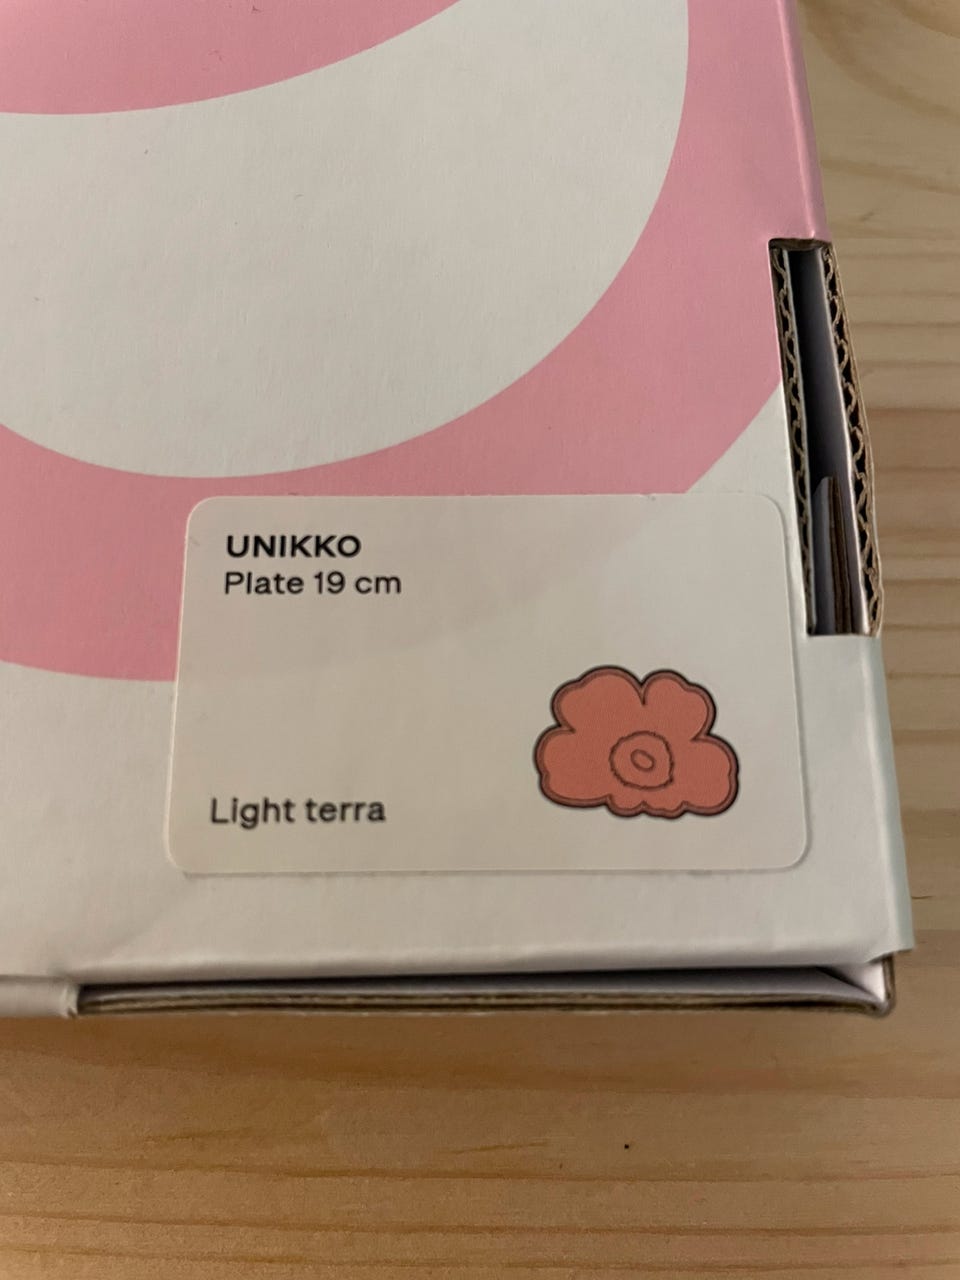 UNIKKO
Plate 19 cm
Light terra